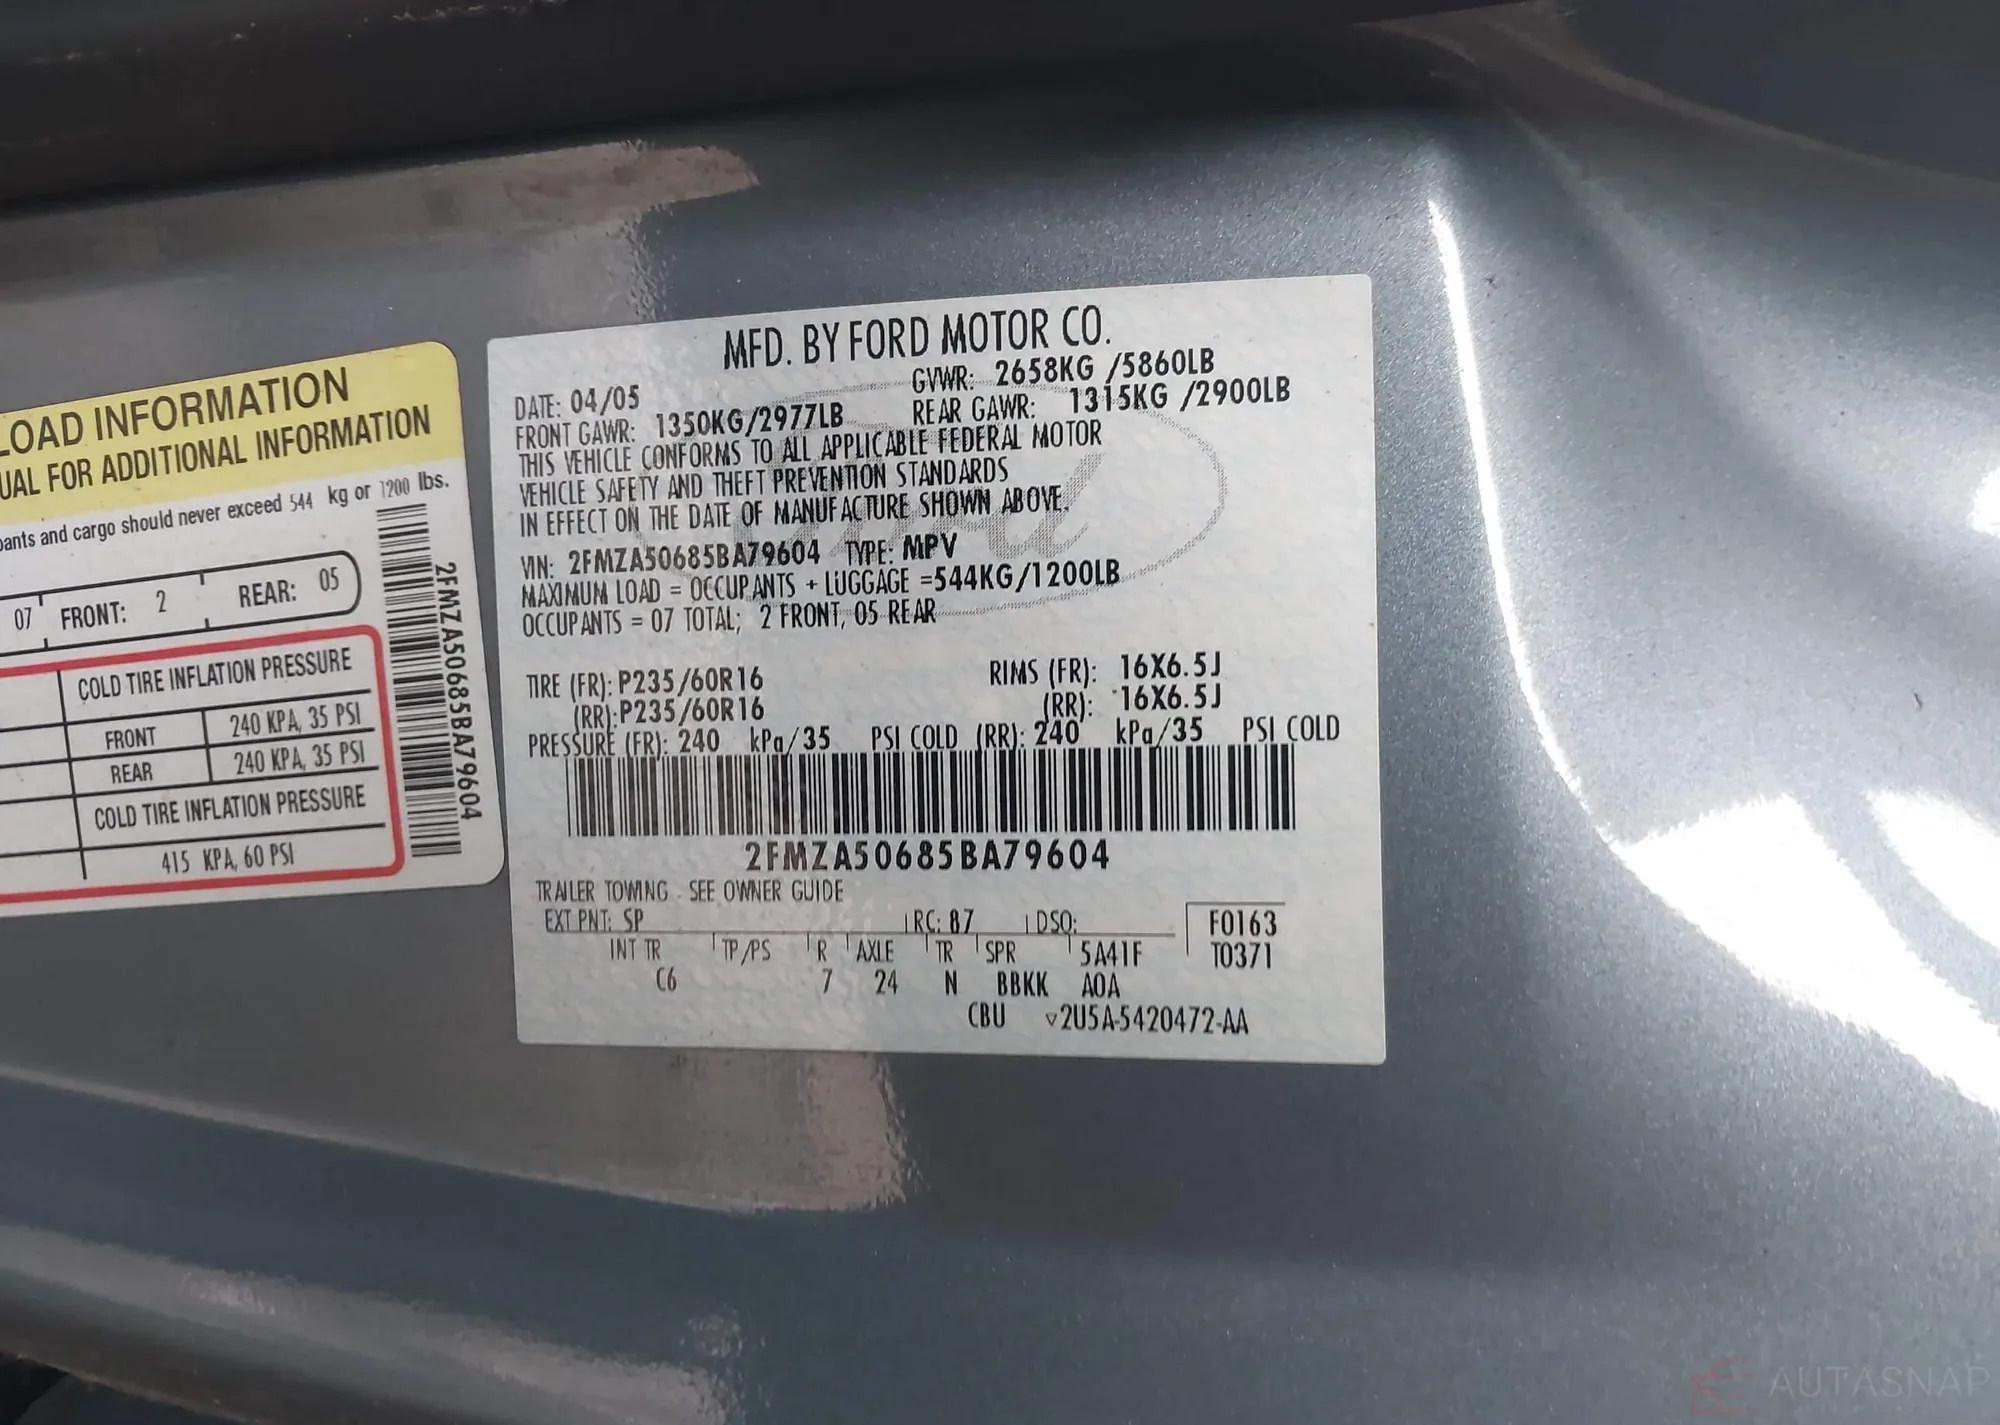 LOAD INFORMATION
UAL FOR ADDITIONAL INFORMATION
pants and cargo should never exceed 544 kg or 1200 lbs.
07 FRONT: 2 REAR: 05
COLD TIRE INFLATION PRESSURE
FRONT 240 KPA, 35 PSI
REAR 240 KPA, 35 PSI
COLD TIRE INFLATION PRESSURE
415 KPA, 60 PSI
2FMZA50685BA79604
MFD. BY FORD MOTOR CO.
DATE: 04/05 GVWR: 2658KG /5860LB
FRONT GAWR: 1350KG/2977LB REAR GAWR: 1315KG /2900LB
THIS VEHICLE CONFORMS TO ALL APPLICABLE FEDERAL MOTOR
VEHICLE SAFETY AND THEFT PREVENTION STANDARDS
IN EFFECT ON THE DATE OF MANUFACTURE SHOWN ABOVE.
VIN: 2FMZA50685BA79604 TYPE: MPV
MAXIMUM LOAD = OCCUPANTS + LUGGAGE =544KG/1200LB
OCCUPANTS = 07 TOTAL; 2 FRONT, 05 REAR
TIRE (FR): P235/60R16 RIMS (FR): 16X6.5J
(RR): P235/60R16 (RR): 16X6.5J
PRESSURE (FR): 240 kPa/35 PSI COLD (RR): 240 kPa/35 PSI COLD
2FMZA50685BA79604
TRAILER TOWING - SEE OWNER GUIDE
EXT PNT: SP RC: 87 DSO: F0163
INT TR TP/PS R AXLE TR SPR 5A41F T0371
C6 7 24 N BBKK AOA
CBU ▽2U5A-5420472-AA
Ford
AUTASNAP